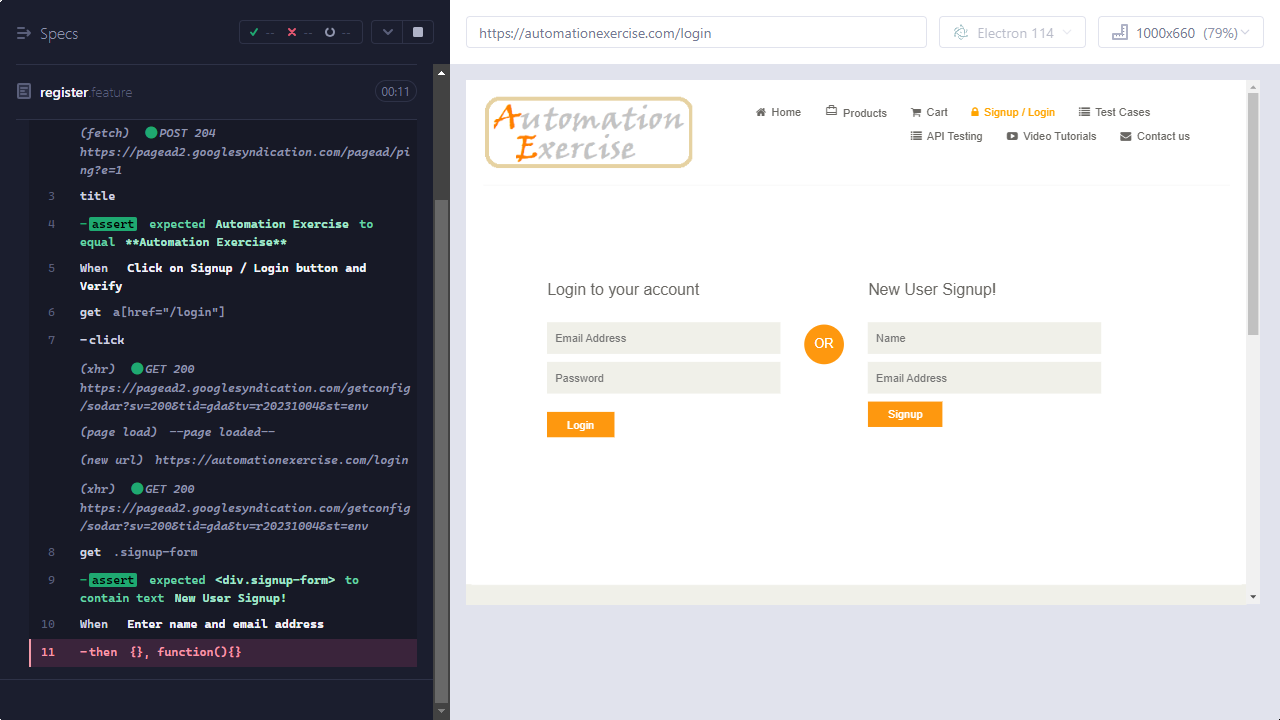 Specs
--
--
--
register.feature
00:11
(fetch) POST 204
https://pagead2.googlesyndication.com/pagead/pi
ng?e=1
3 title
4 -assert expected Automation Exercise to
equal **Automation Exercise**
5 When Click on Signup / Login button and
Verify
6 get a[href="/login"]
7 -click
(xhr) GET 200
https://pagead2.googlesyndication.com/getconfig
/sodar?sv=200&tid=gda&tv=r20231004&st=env
(page load) --page loaded--
(new url) https://automationexercise.com/login
(xhr) GET 200
https://pagead2.googlesyndication.com/getconfig
/sodar?sv=200&tid=gda&tv=r20231004&st=env
8 get .signup-form
9 -assert expected <div.signup-form> to
contain text New User Signup!
10 When Enter name and email address
11 -then {}, function(){}
https://automationexercise.com/login
Electron 114
1000x660 (79%)
Automation
Exercise
Home
Products
Cart
Signup / Login
Test Cases
API Testing
Video Tutorials
Contact us
Login to your account
Email Address
Password
Login
OR
New User Signup!
Name
Email Address
Signup